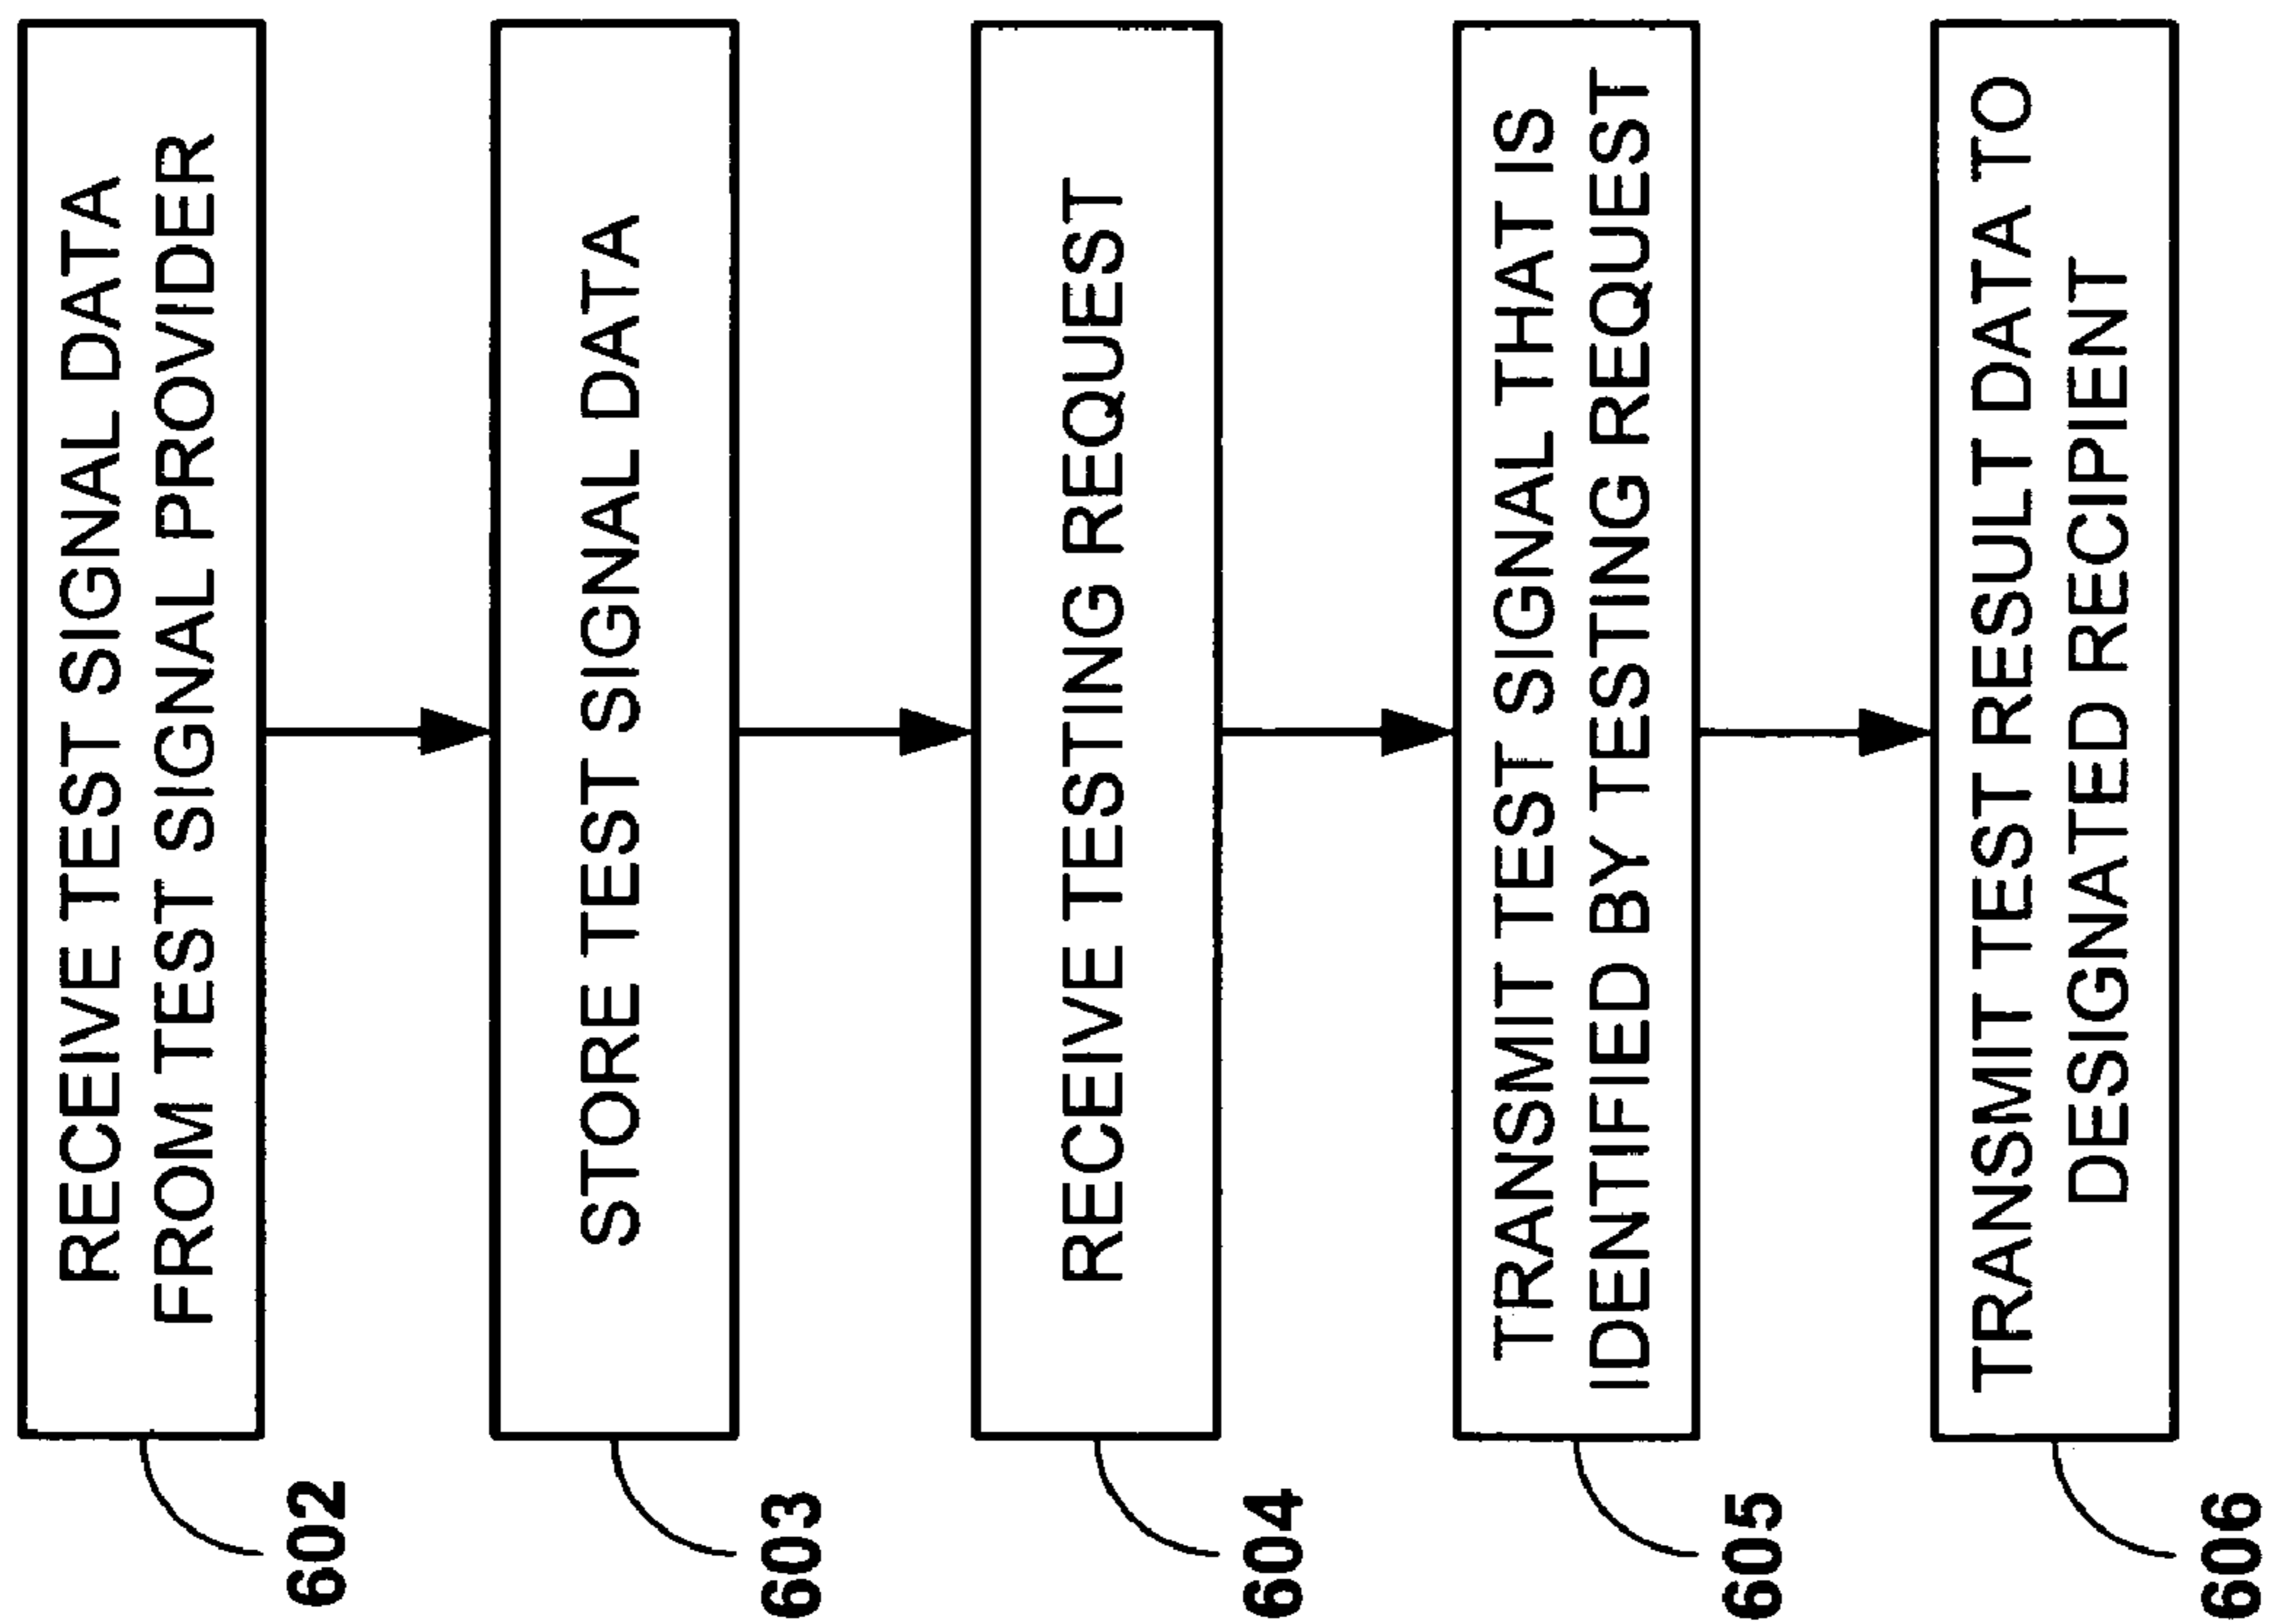 RECEIVE TEST SIGNAL DATA
FROM TEST SIGNAL PROVIDER
602
STORE TEST SIGNAL DATA
603
RECEIVE TESTING REQUEST
604
TRANSMIT TEST SIGNAL THAT IS
IDENTIFIED BY TESTING REQUEST
605
TRANSMIT TEST RESULT DATA TO
DESIGNATED RECIPIENT
606